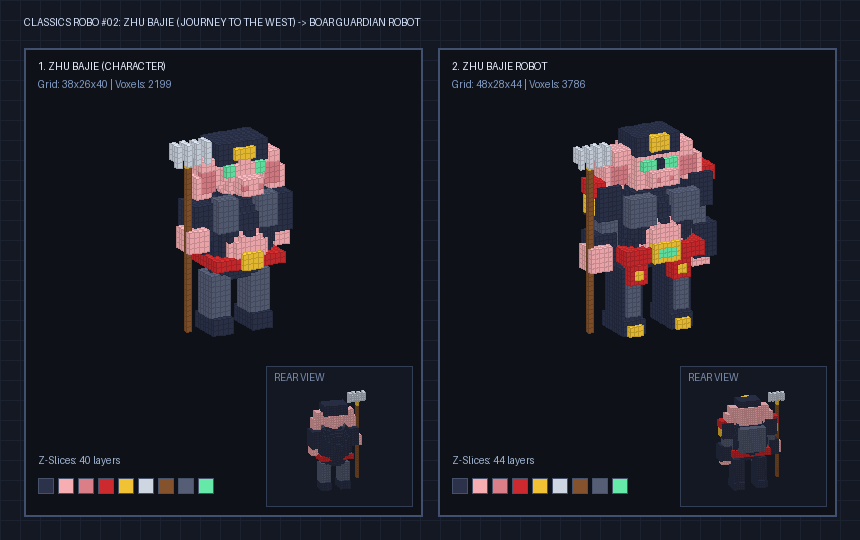 CLASSICS ROBO #02: ZHU BAJIE (JOURNEY TO THE WEST) -> BOAR GUARDIAN ROBOT
1. ZHU BAJIE (CHARACTER)
Grid: 38x26x40 | Voxels: 2199
REAR VIEW
Z-Slices: 40 layers
2. ZHU BAJIE ROBOT
Grid: 48x28x44 | Voxels: 3786
REAR VIEW
Z-Slices: 44 layers